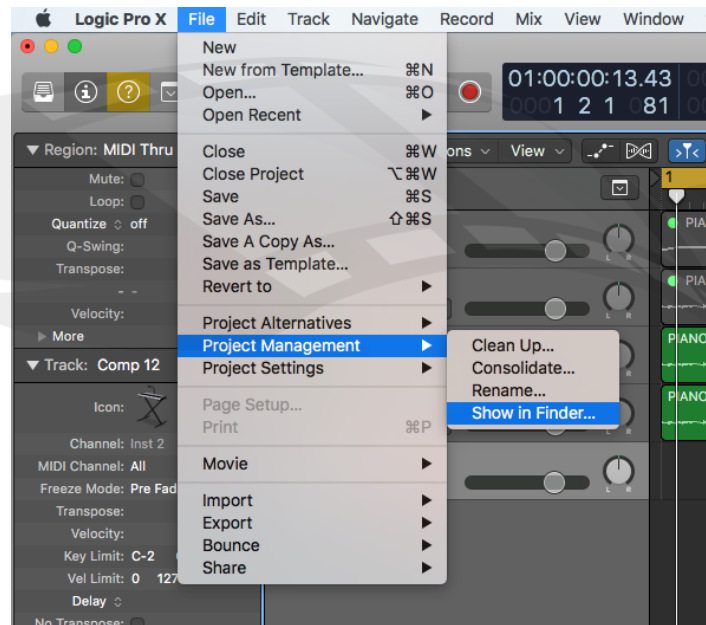 Logic Pro X File Edit Track Navigate Record Mix View Window
New
New from Template... ⌘N
Open... ⌘O
Open Recent
Close ⌘W
Close Project ⌥⌘W
Save ⌘S
Save As... ⇧⌘S
Save A Copy As...
Save as Template...
Revert to
Project Alternatives
Project Management
Project Settings
Page Setup...
Print ⌘P
Movie
Import
Export
Bounce
Share
Clean Up...
Consolidate...
Rename...
Show in Finder...
01:00:00:13.43
0001 2 1 081
ons View
Region: MIDI Thru
Mute:
Loop:
Quantize off
Q-Swing:
Transpose:
- -
Velocity:
More
Track: Comp 12
Icon:
Channel: Inst 2
MIDI Channel: All
Freeze Mode: Pre Fad
Transpose:
Velocity:
Key Limit: C-2
Vel Limit: 0 127
Delay
No Transpose:
1
PIA
PIA
PIANO
PIANO
L R
L R
L R